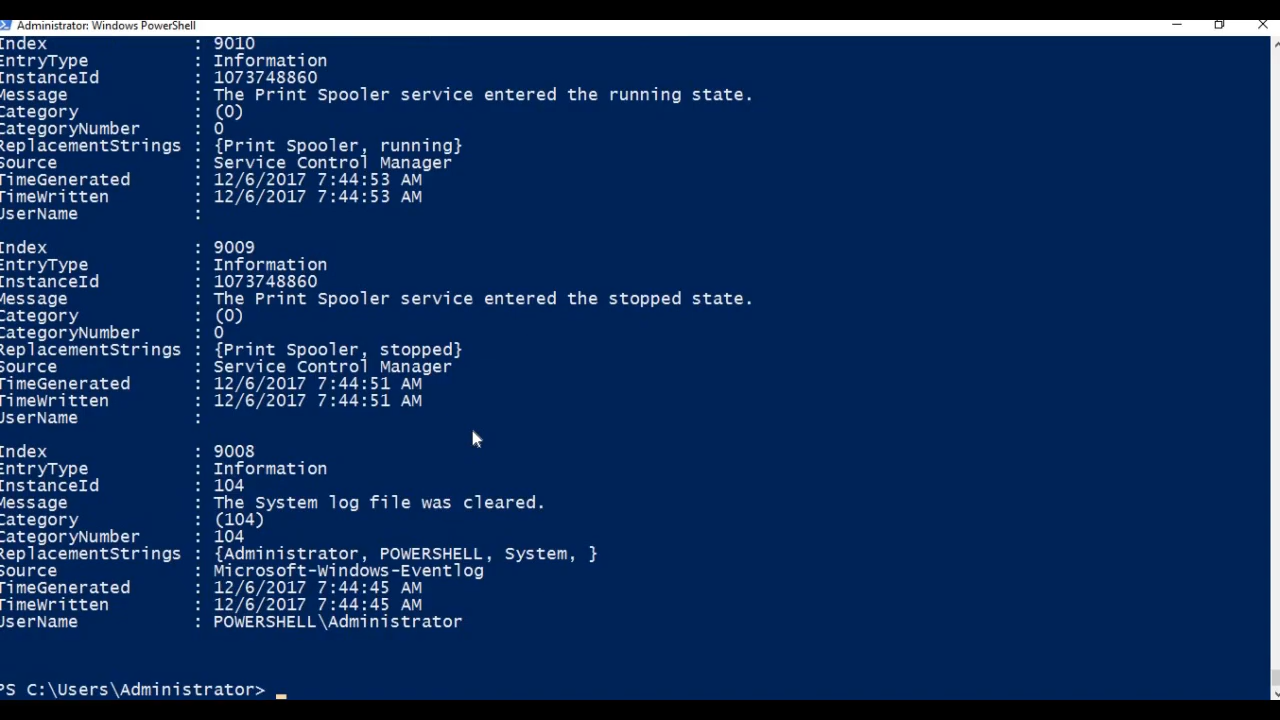 Administrator: Windows PowerShell
Index : 9010
EntryType : Information
InstanceId : 1073748860
Message : The Print Spooler service entered the running state.
Category : (0)
CategoryNumber : 0
ReplacementStrings : {Print Spooler, running}
Source : Service Control Manager
TimeGenerated : 12/6/2017 7:44:53 AM
TimeWritten : 12/6/2017 7:44:53 AM
UserName :
Index : 9009
EntryType : Information
InstanceId : 1073748860
Message : The Print Spooler service entered the stopped state.
Category : (0)
CategoryNumber : 0
ReplacementStrings : {Print Spooler, stopped}
Source : Service Control Manager
TimeGenerated : 12/6/2017 7:44:51 AM
TimeWritten : 12/6/2017 7:44:51 AM
UserName :
Index : 9008
EntryType : Information
InstanceId : 104
Message : The System log file was cleared.
Category : (104)
CategoryNumber : 104
ReplacementStrings : {Administrator, POWERSHELL, System, }
Source : Microsoft-Windows-Eventlog
TimeGenerated : 12/6/2017 7:44:45 AM
TimeWritten : 12/6/2017 7:44:45 AM
UserName : POWERSHELL\Administrator
PS C:\Users\Administrator> _